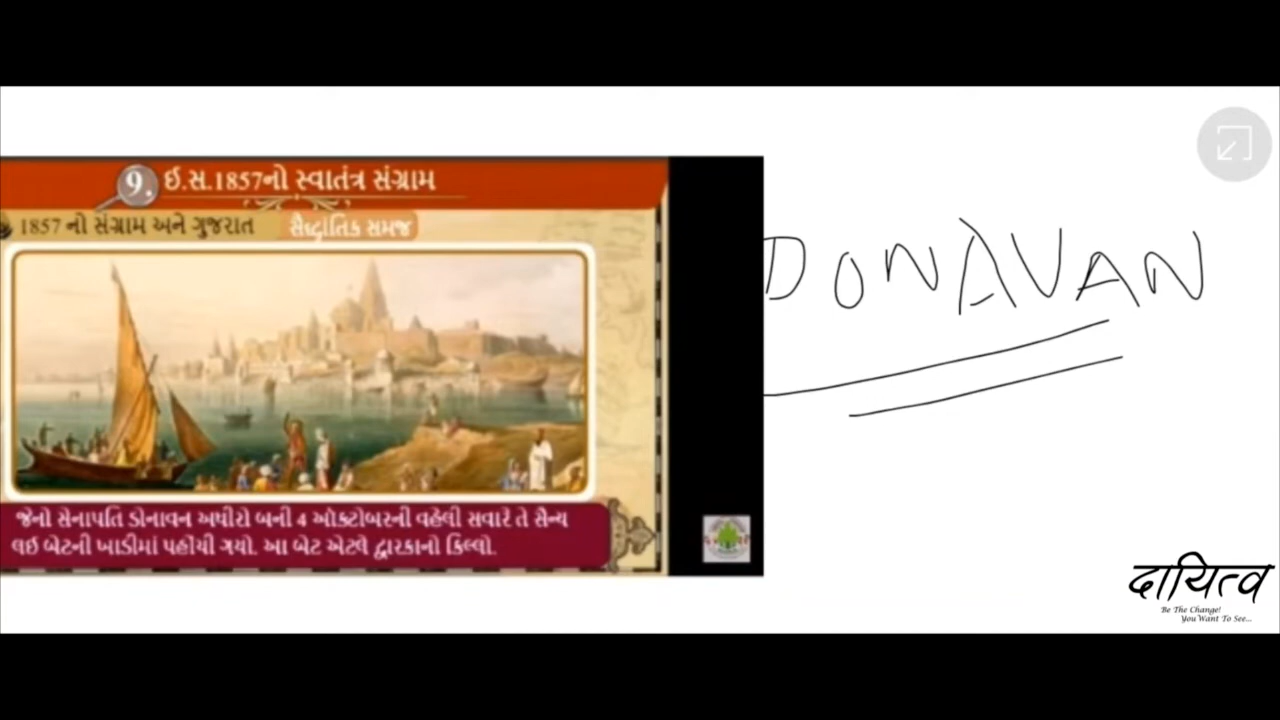 9. ઈ.સ.1857નો સ્વાતંત્ર સંગ્રામ
1857 નો સંગ્રામ અને ગુજરાત સૈદ્ધાંતિક સમજ
જેનો સેનાપતિ ડોનાવન અધીરો બની 4 ઓક્ટોબરની વહેલી સવારે તે સૈન્ય
લઈ બેટની ખાડીમાં પહોંચી ગયો. આ બેટ એટલે દ્વારકાનો કિલ્લો.
DONAVAN
दायित्व
Be The Change!
You Want To See...